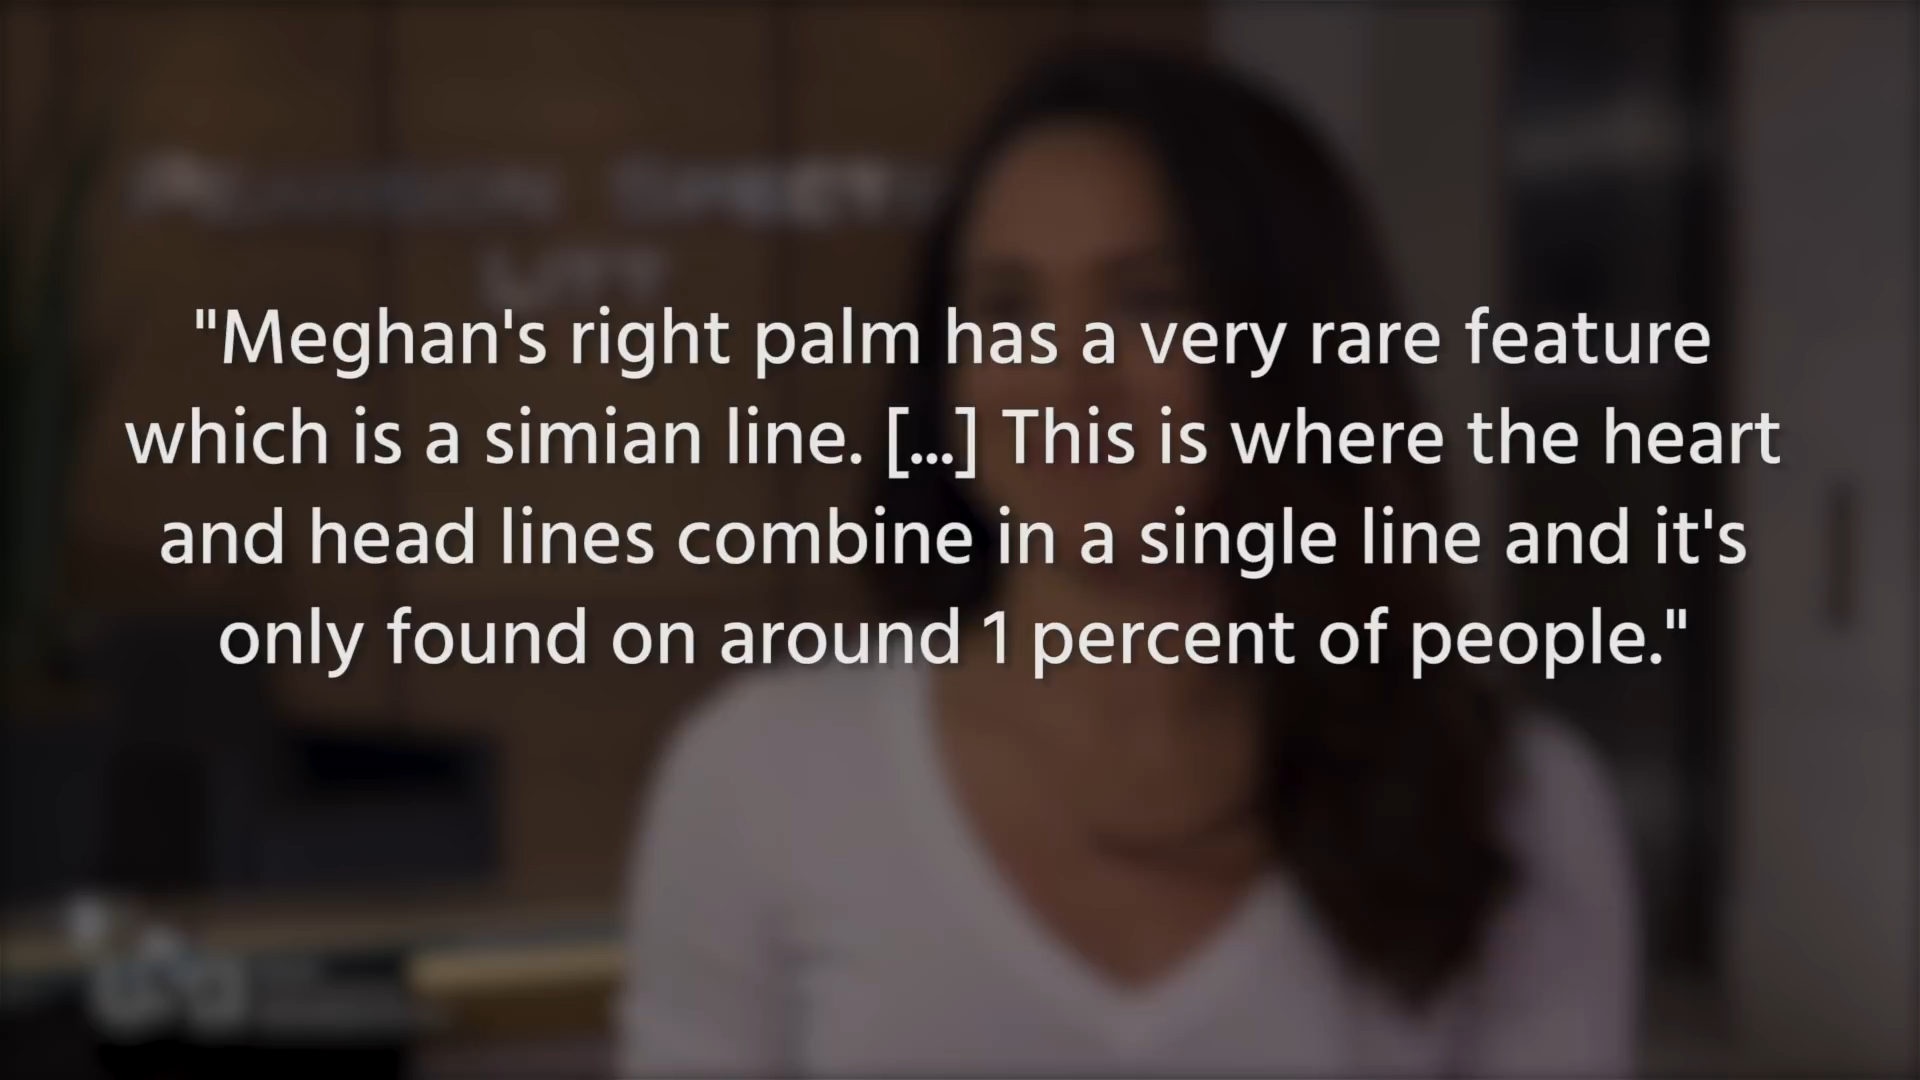 "Meghan's right palm has a very rare feature
which is a simian line. [...] This is where the heart
and head lines combine in a single line and it's
only found on around 1 percent of people."